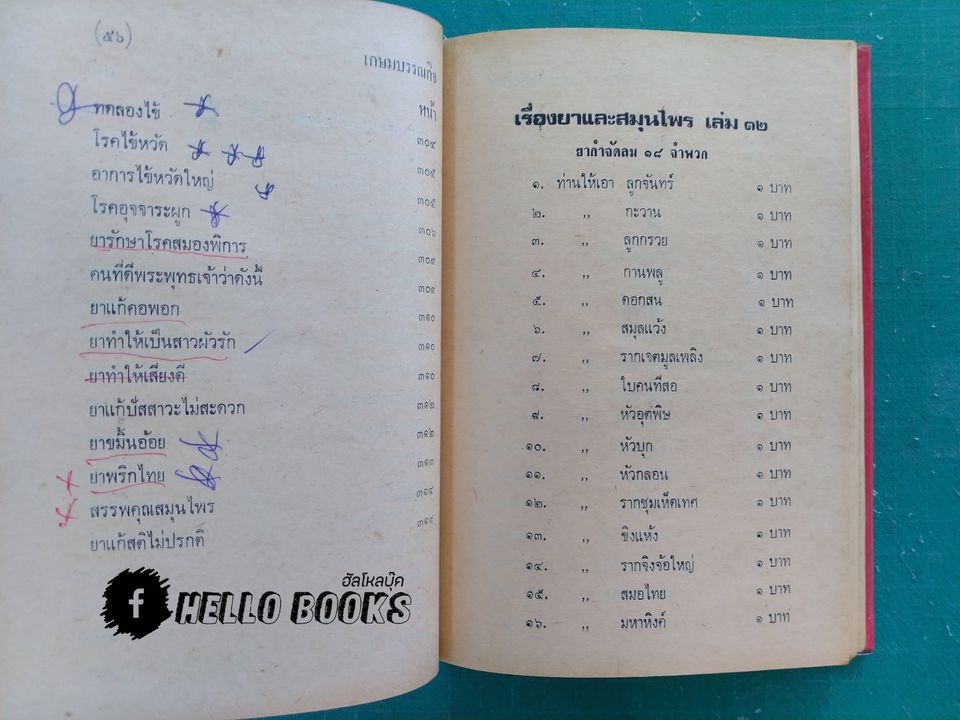 (๕๖)
เกษมบรรณกิจ
หน้า
ทดลองไข้ ๓๐๔
โรคไข้หวัด ๓๐๕
อาการไข้หวัดใหญ่ ๓๐๕
โรคอุจจาระผูก ๓๐๖
ยารักษาโรคสมองพิการ ๓๐๙
คนที่ดีพระพุทธเจ้าว่าดังนี้ ๓๐๙
ยาแก้คอพอก ๓๑๐
ยาทำให้เป็นสาวผัวรัก ๓๑๐
ยาทำให้เสียงดี ๓๑๐
ยาแก้ปัสสาวะไม่สะดวก ๓๑๒
ยาขมิ้นอ้อย ๓๑๒
ยาพริกไทย ๓๑๓
สรรพคุณสมุนไพร ๓๑๔
ยาแก้สติไม่ปรกติ ๓๑๙
ฮัลโหลบุ๊ค
f HELLO BOOKS
เรื่องยาและสมุนไพร เล่ม ๑๒
ยากำจัดลม ๑๘ จำพวก
๑. ท่านให้เอา ลูกจันทร์ ๑ บาท
๒. ,, กะวาน ๑ บาท
๓. ,, ลูกกรวย ๑ บาท
๔. ,, กานพลู ๑ บาท
๕. ,, ดอกสน ๑ บาท
๖. ,, สมุลแว้ง ๑ บาท
๗. ,, รากเจตมูลเพลิง ๑ บาท
๘. ,, ใบคนทีสอ ๑ บาท
๙. ,, หัวอุตพิษ ๑ บาท
๑๐. ,, หัวบุก ๑ บาท
๑๑. ,, หัวกลอน ๑ บาท
๑๒. ,, รากชุมเห็ดเทศ ๑ บาท
๑๓. ,, ขิงแห้ง ๑ บาท
๑๔. ,, รากจิงจ้อใหญ่ ๑ บาท
๑๕. ,, สมอไทย ๑ บาท
๑๖. ,, มหาหิงค์ ๑ บาท